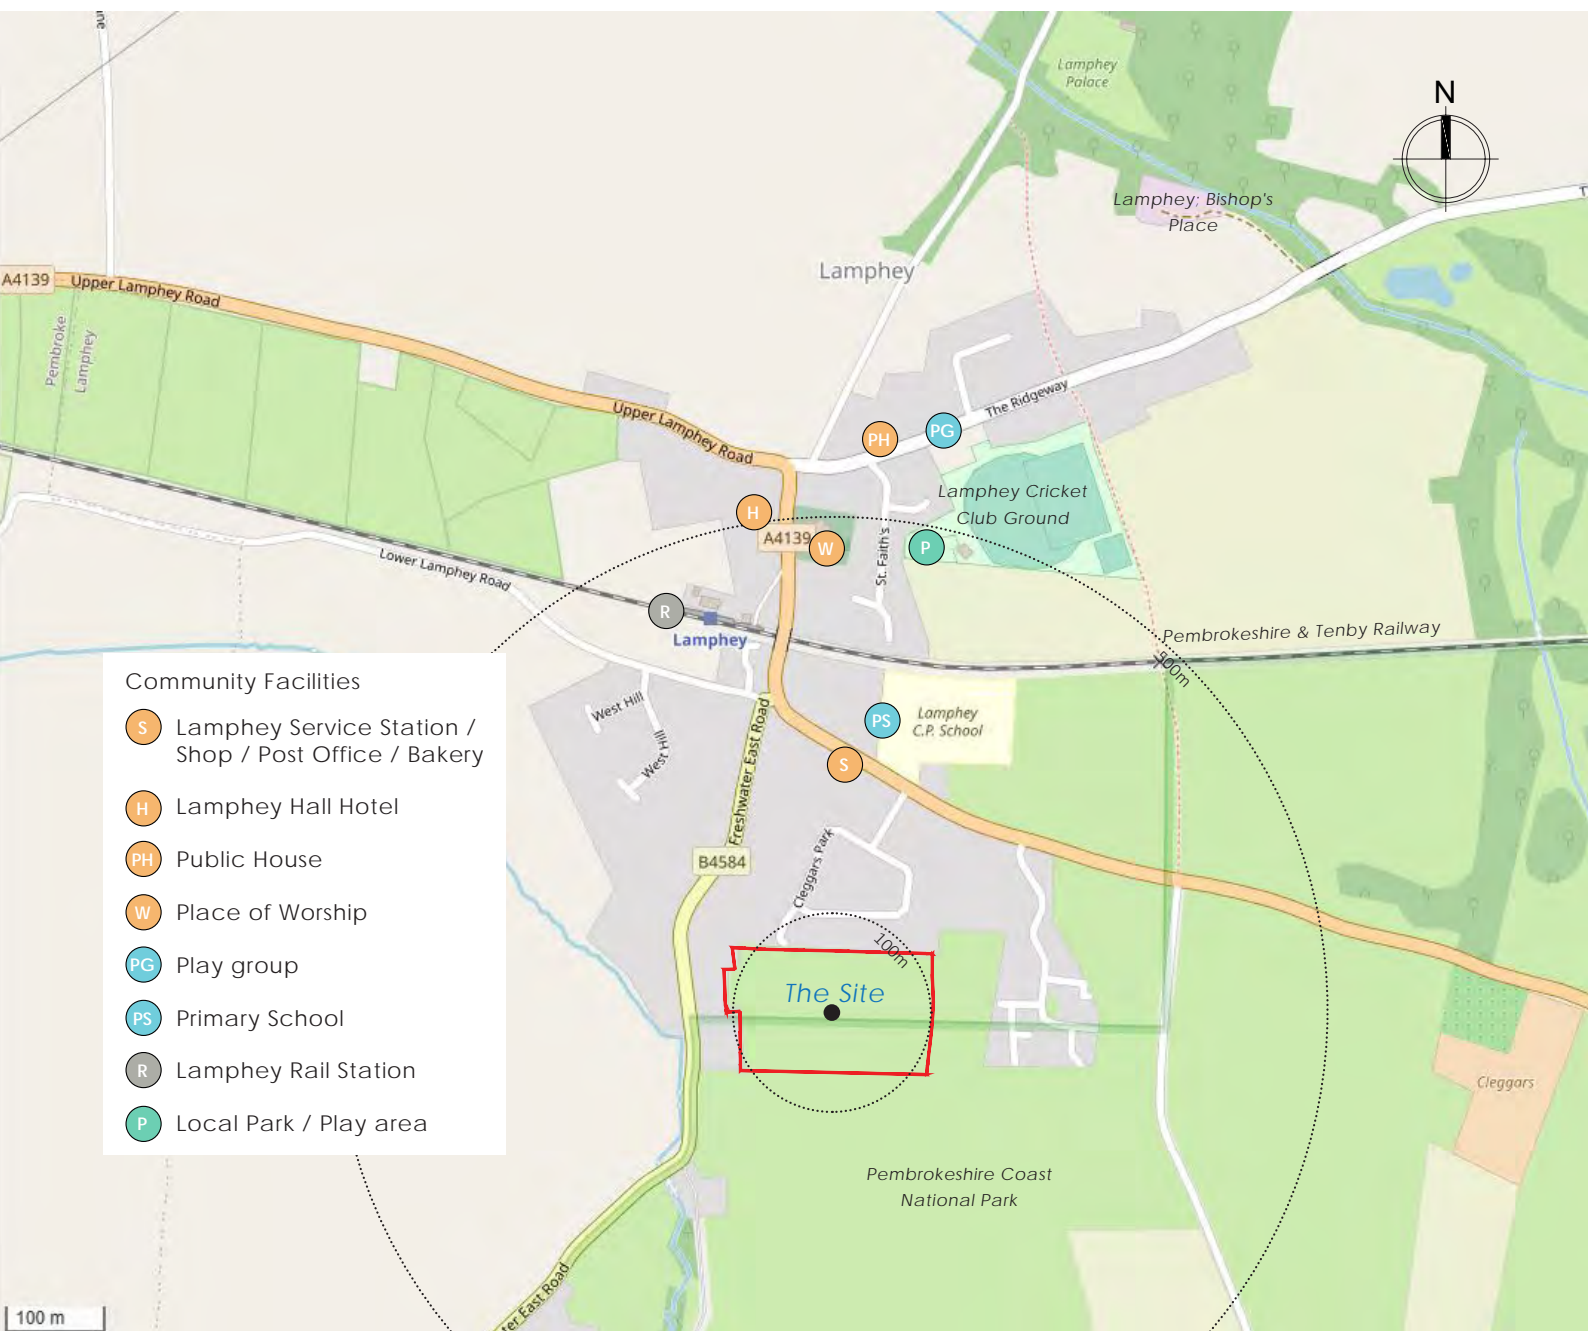 Lamphey
Palace
N
Lamphey; Bishop's
Place
Lamphey
A4139
Upper Lamphey Road
Pembroke
Lamphey
Upper Lamphey Road
The Ridgeway
PH
PG
Lamphey Cricket
Club Ground
H
A4139
W
P
St. Faith's
Lower Lamphey Road
R
Lamphey
Pembrokeshire & Tenby Railway
500m
West Hill
West Hill
Freshwater East Road
PS
Lamphey
C.P. School
S
B4584
Cleggars Park
100m
The Site
Cleggars
Pembrokeshire Coast
National Park
ter East Road
100 m
Community Facilities
S
Lamphey Service Station /
Shop / Post Office / Bakery
H
Lamphey Hall Hotel
PH
Public House
W
Place of Worship
PG
Play group
PS
Primary School
R
Lamphey Rail Station
P
Local Park / Play area